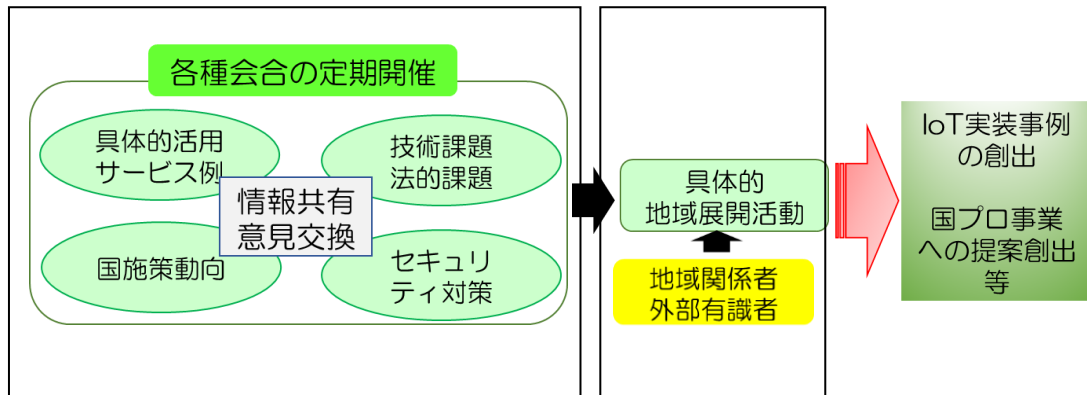 各種会合の定期開催
具体的活用
サービス例
技術課題
法的課題
情報共有
意見交換
国施策動向
セキュリ
ティ対策
具体的
地域展開活動
地域関係者
外部有識者
IoT実装事例
の創出
国プロ事業
への提案創出
等